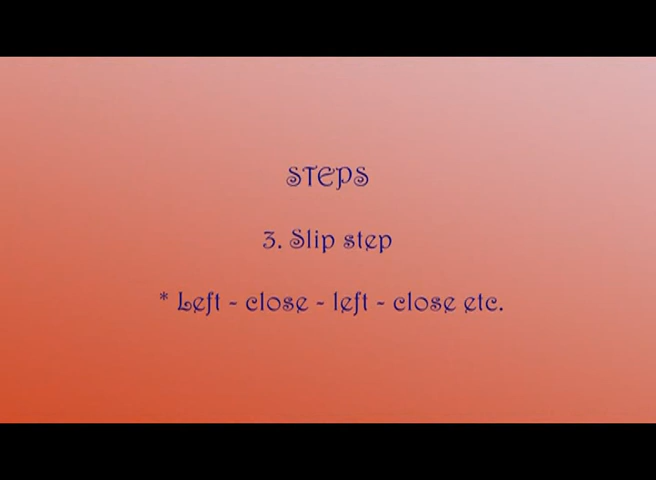 STEPS
3. Slip step
* Left - close - left - close etc.